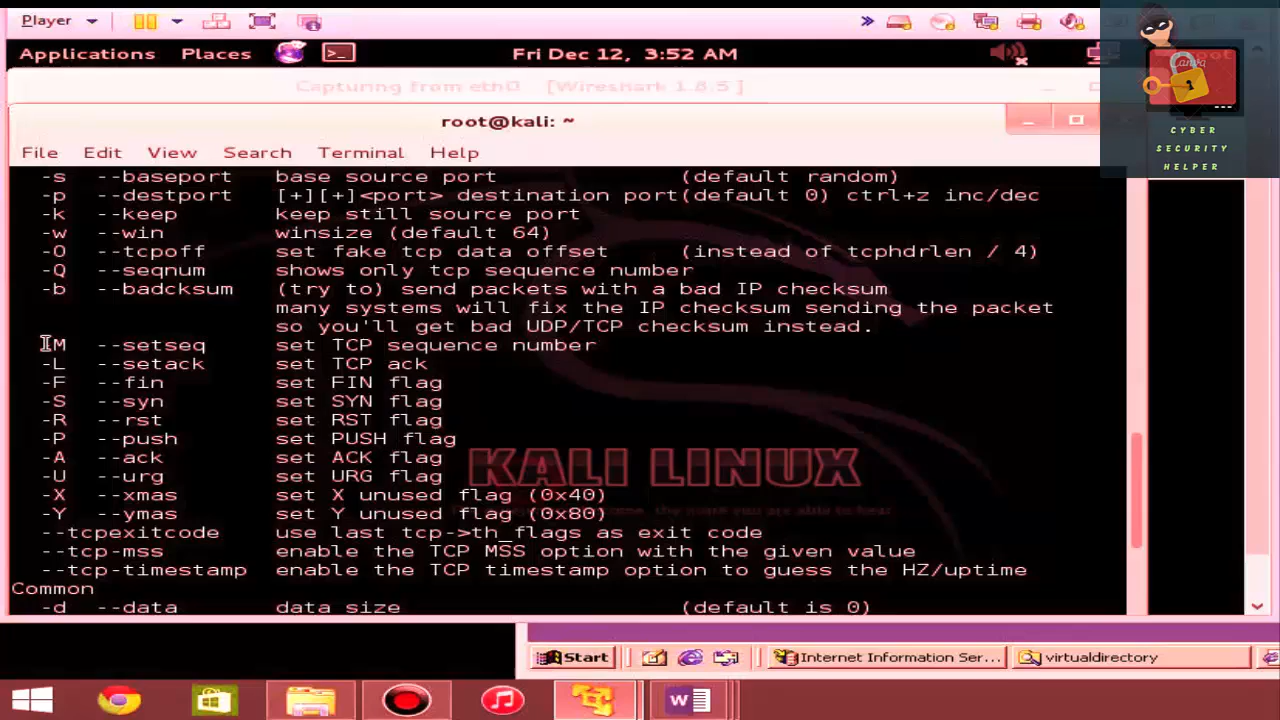 Player
Applications Places Fri Dec 12, 3:52 AM
Capturing from eth0 [Wireshark 1.8.5 ]
root@kali: ~
File Edit View Search Terminal Help
-s --baseport base source port (default random)
-p --destport [+][+]<port> destination port(default 0) ctrl+z inc/dec
-k --keep keep still source port
-w --win winsize (default 64)
-O --tcpoff set fake tcp data offset (instead of tcphdrlen / 4)
-Q --seqnum shows only tcp sequence number
-b --badcksum (try to) send packets with a bad IP checksum
many systems will fix the IP checksum sending the packet
so you'll get bad UDP/TCP checksum instead.
-M --setseq set TCP sequence number
-L --setack set TCP ack
-F --fin set FIN flag
-S --syn set SYN flag
-R --rst set RST flag
-P --push set PUSH flag
-A --ack set ACK flag
-U --urg set URG flag
-X --xmas set X unused flag (0x40)
-Y --ymas set Y unused flag (0x80)
--tcpexitcode use last tcp->th_flags as exit code
--tcp-mss enable the TCP MSS option with the given value
--tcp-timestamp enable the TCP timestamp option to guess the HZ/uptime
Common
-d --data data size (default is 0)
KALI LINUX
Canva
CYBER
SECURITY
HELPER
Start Internet Information Ser... virtualdirectory